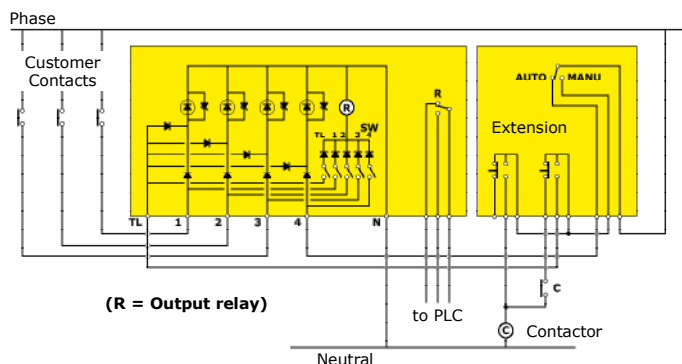 Phase
Customer
Contacts
R
R
SW
TL 1 2 3 4
AUTO MANU
Extension
TL 1 2 3 4 N
C
(R = Output relay)
to PLC
C Contactor
Neutral